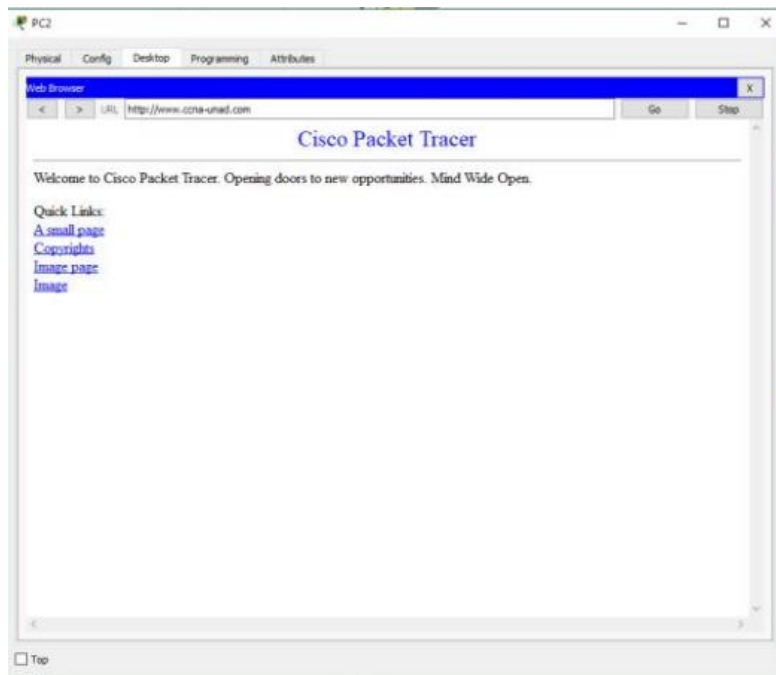 PC2
Physical Config Desktop Programming Attributes
Web Browser X
< > URL http://www.ccna-unad.com Go Stop
Cisco Packet Tracer
Welcome to Cisco Packet Tracer. Opening doors to new opportunities. Mind Wide Open.
Quick Links:
A small page
Copyrights
Image page
Image
Top